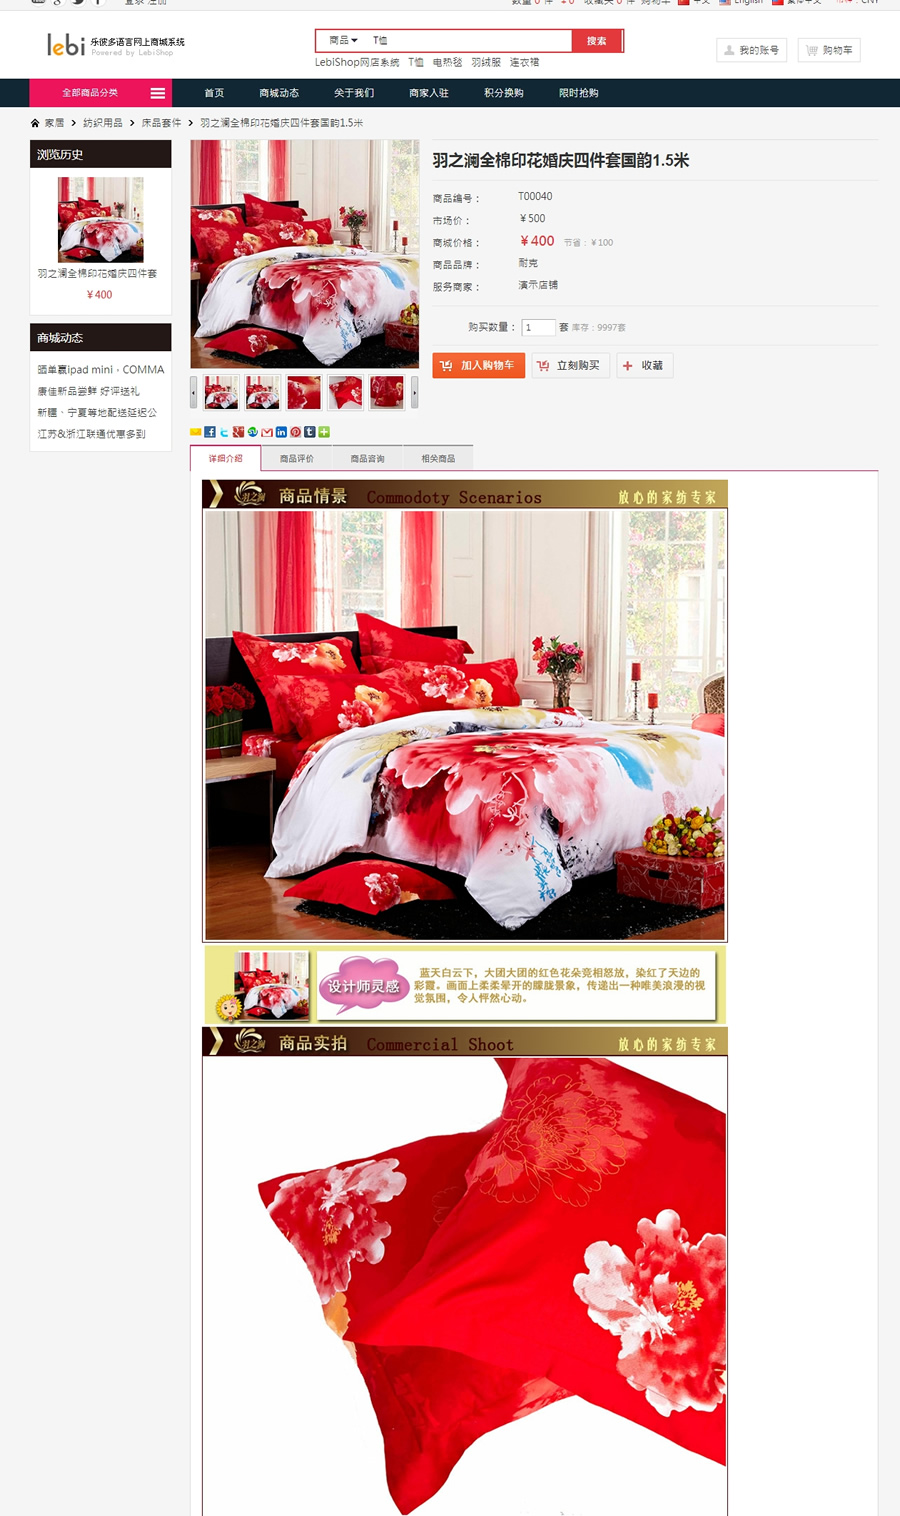 登录 注册
English
CNY
lebi 乐彼多语言网上商城系统
Powered by LebiShop
商品 T恤 搜索
LebiShop网店系统 T恤 电热毯 羽绒服 连衣裙
我的账号 购物车
全部商品分类 首页 商城动态 关于我们 商家入驻 积分换购 限时抢购
家居 纺织用品 床品套件 羽之澜全棉印花婚庆四件套国韵1.5米
浏览历史
羽之澜全棉印花婚庆四件套
￥400
商城动态
晒单赢ipad mini，COMMA
康佳新品尝鲜 好评送礼
新疆、宁夏等地配送延迟公
江苏&浙江联通优惠多到
羽之澜全棉印花婚庆四件套国韵1.5米
商品编号： T00040
市场价： ￥500
商城价格： ￥400 节省：￥100
商品品牌： 耐克
服务商家： 演示店铺
购买数量： 1 套 库存：9997套
加入购物车 立刻购买 收藏
详细介绍 商品评价 商品咨询 相关商品
羽之澜 商品情景 Commodoty Scenarios 放心的家纺专家
设计师灵感
蓝天白云下，大团大团的红色花朵竞相怒放，染红了天边的
彩霞。画面上柔柔晕开的朦胧景象，传递出一种唯美浪漫的视
觉氛围，令人怦然心动。
羽之澜 商品实拍 Commercial Shoot 放心的家纺专家